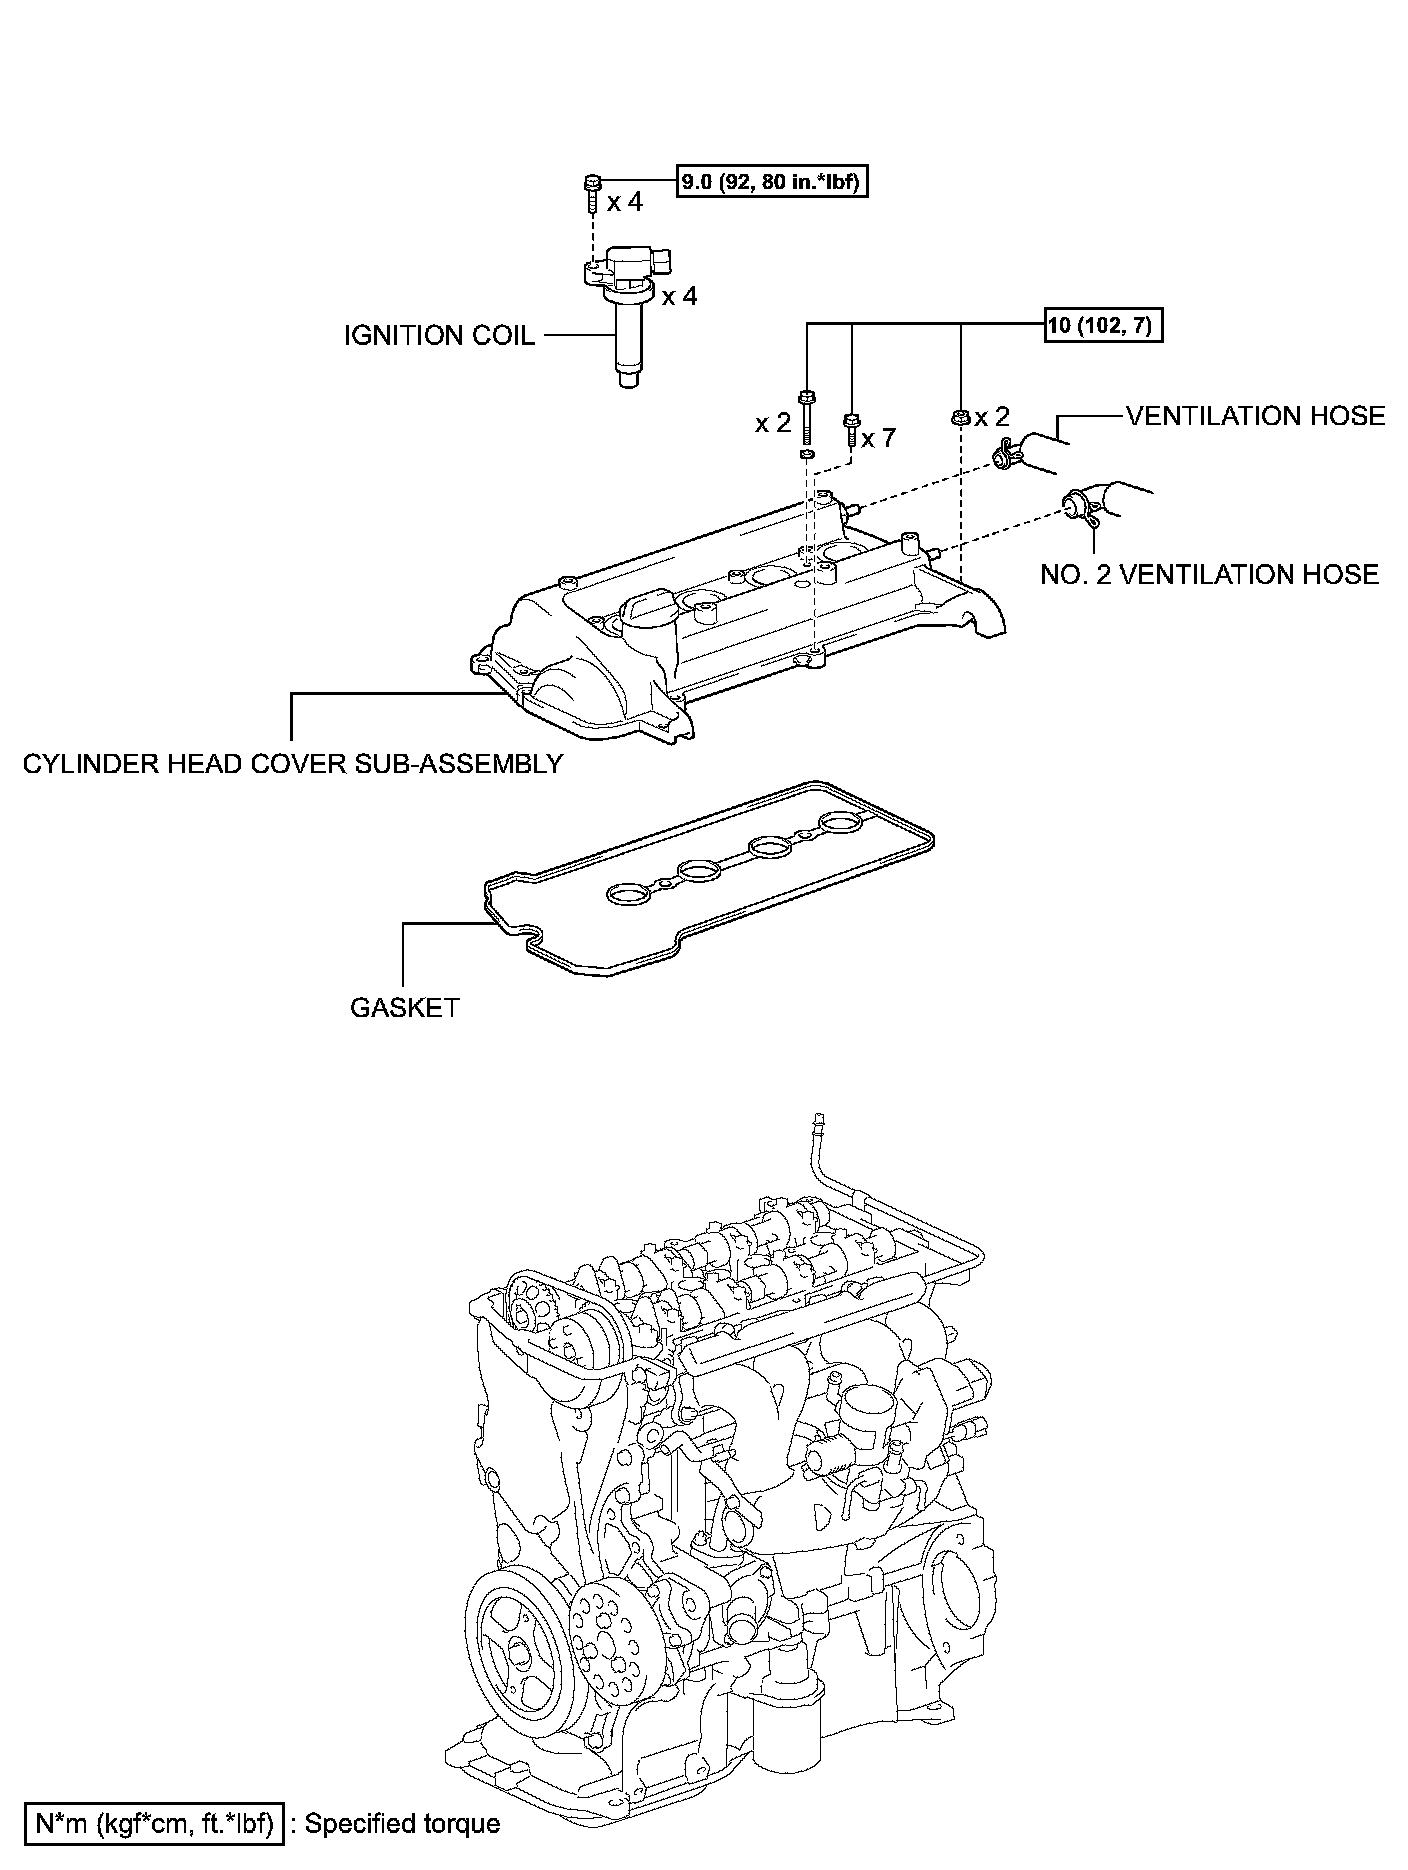 9.0 (92, 80 in.*lbf)
x 4
x 4
IGNITION COIL
10 (102, 7)
x 2
x 7
x 2
VENTILATION HOSE
NO. 2 VENTILATION HOSE
CYLINDER HEAD COVER SUB-ASSEMBLY
GASKET
N*m (kgf*cm, ft.*lbf) : Specified torque